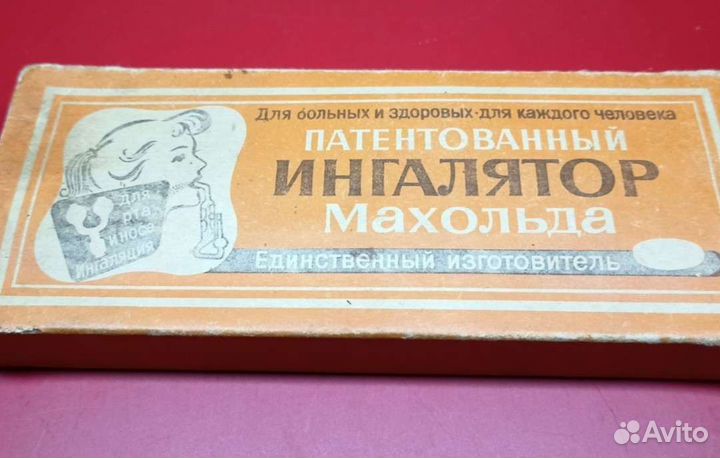 Для больных и здоровых-для каждого человека
ПАТЕНТОВАННЫЙ
ИНГАЛЯТОР
Махольда
Единственный изготовитель
Для
рта,
и носа
Ингаляция
Avito